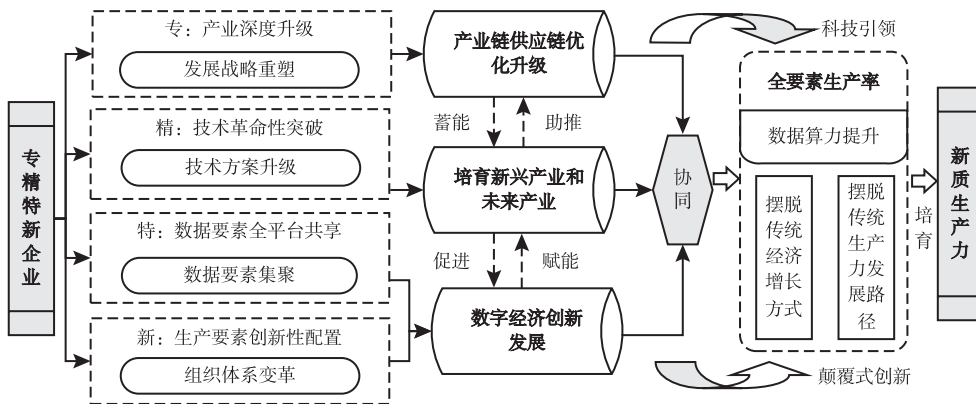 专精特新企业
专：产业深度升级
发展战略重塑
精：技术革命性突破
技术方案升级
特：数据要素全平台共享
数据要素集聚
新：生产要素创新性配置
组织体系变革
产业链供应链优
化升级
蓄能
助推
培育新兴产业和
未来产业
促进
赋能
数字经济创新
发展
协同
科技引领
全要素生产率
数据算力提升
摆脱
传统
经济
增长
方式
摆脱
传统
生产
力发
展路
径
颠覆式创新
培育
新质生产力